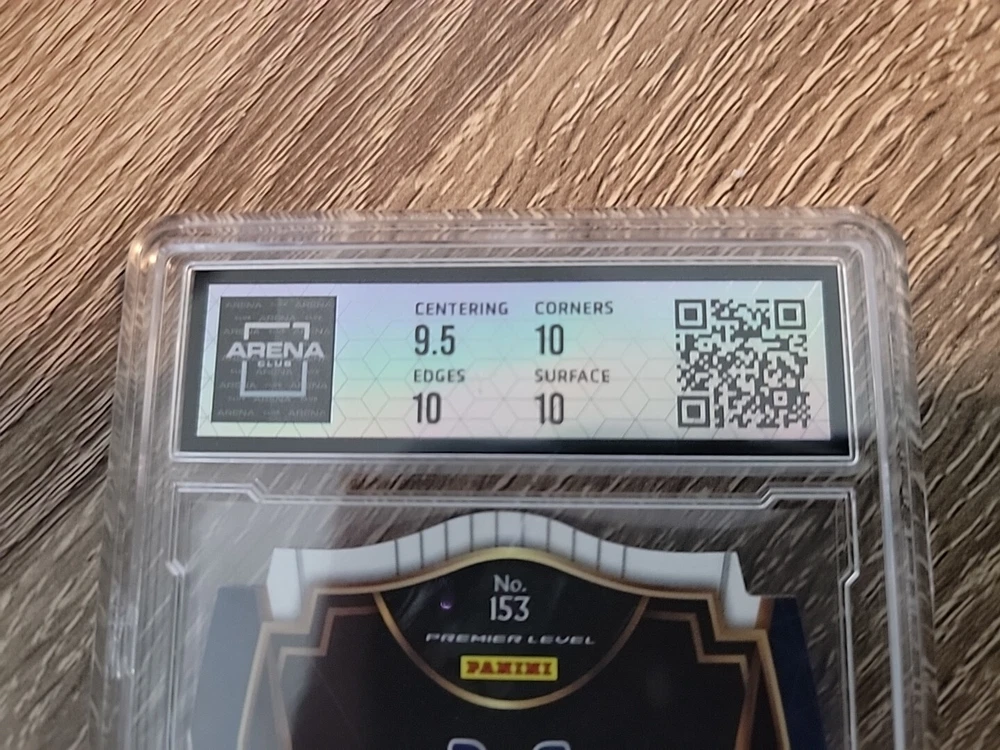 ARENA
CLUB
CENTERING CORNERS
9.5 10
EDGES SURFACE
10 10
No.
153
PREMIER LEVEL
PANINI